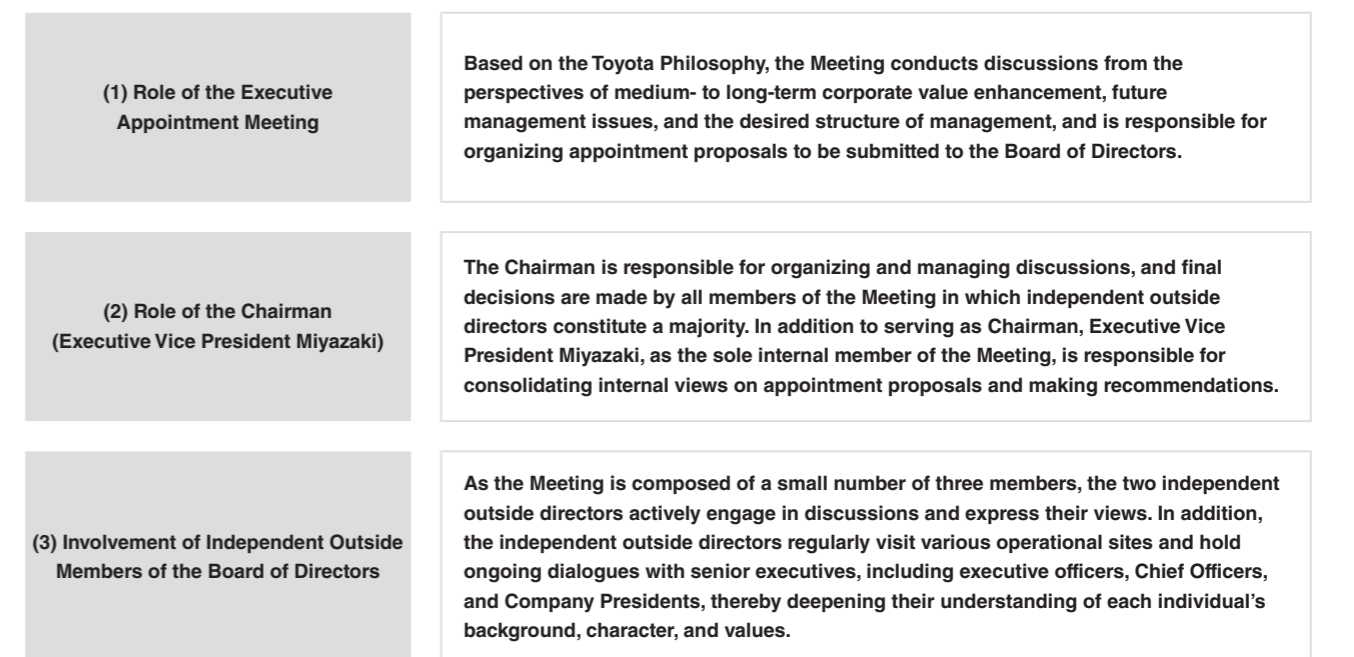 (1) Role of the Executive
Appointment Meeting
Based on the Toyota Philosophy, the Meeting conducts discussions from the
perspectives of medium- to long-term corporate value enhancement, future
management issues, and the desired structure of management, and is responsible for
organizing appointment proposals to be submitted to the Board of Directors.
(2) Role of the Chairman
(Executive Vice President Miyazaki)
The Chairman is responsible for organizing and managing discussions, and final
decisions are made by all members of the Meeting in which independent outside
directors constitute a majority. In addition to serving as Chairman, Executive Vice
President Miyazaki, as the sole internal member of the Meeting, is responsible for
consolidating internal views on appointment proposals and making recommendations.
(3) Involvement of Independent Outside
Members of the Board of Directors
As the Meeting is composed of a small number of three members, the two independent
outside directors actively engage in discussions and express their views. In addition,
the independent outside directors regularly visit various operational sites and hold
ongoing dialogues with senior executives, including executive officers, Chief Officers,
and Company Presidents, thereby deepening their understanding of each individual’s
background, character, and values.